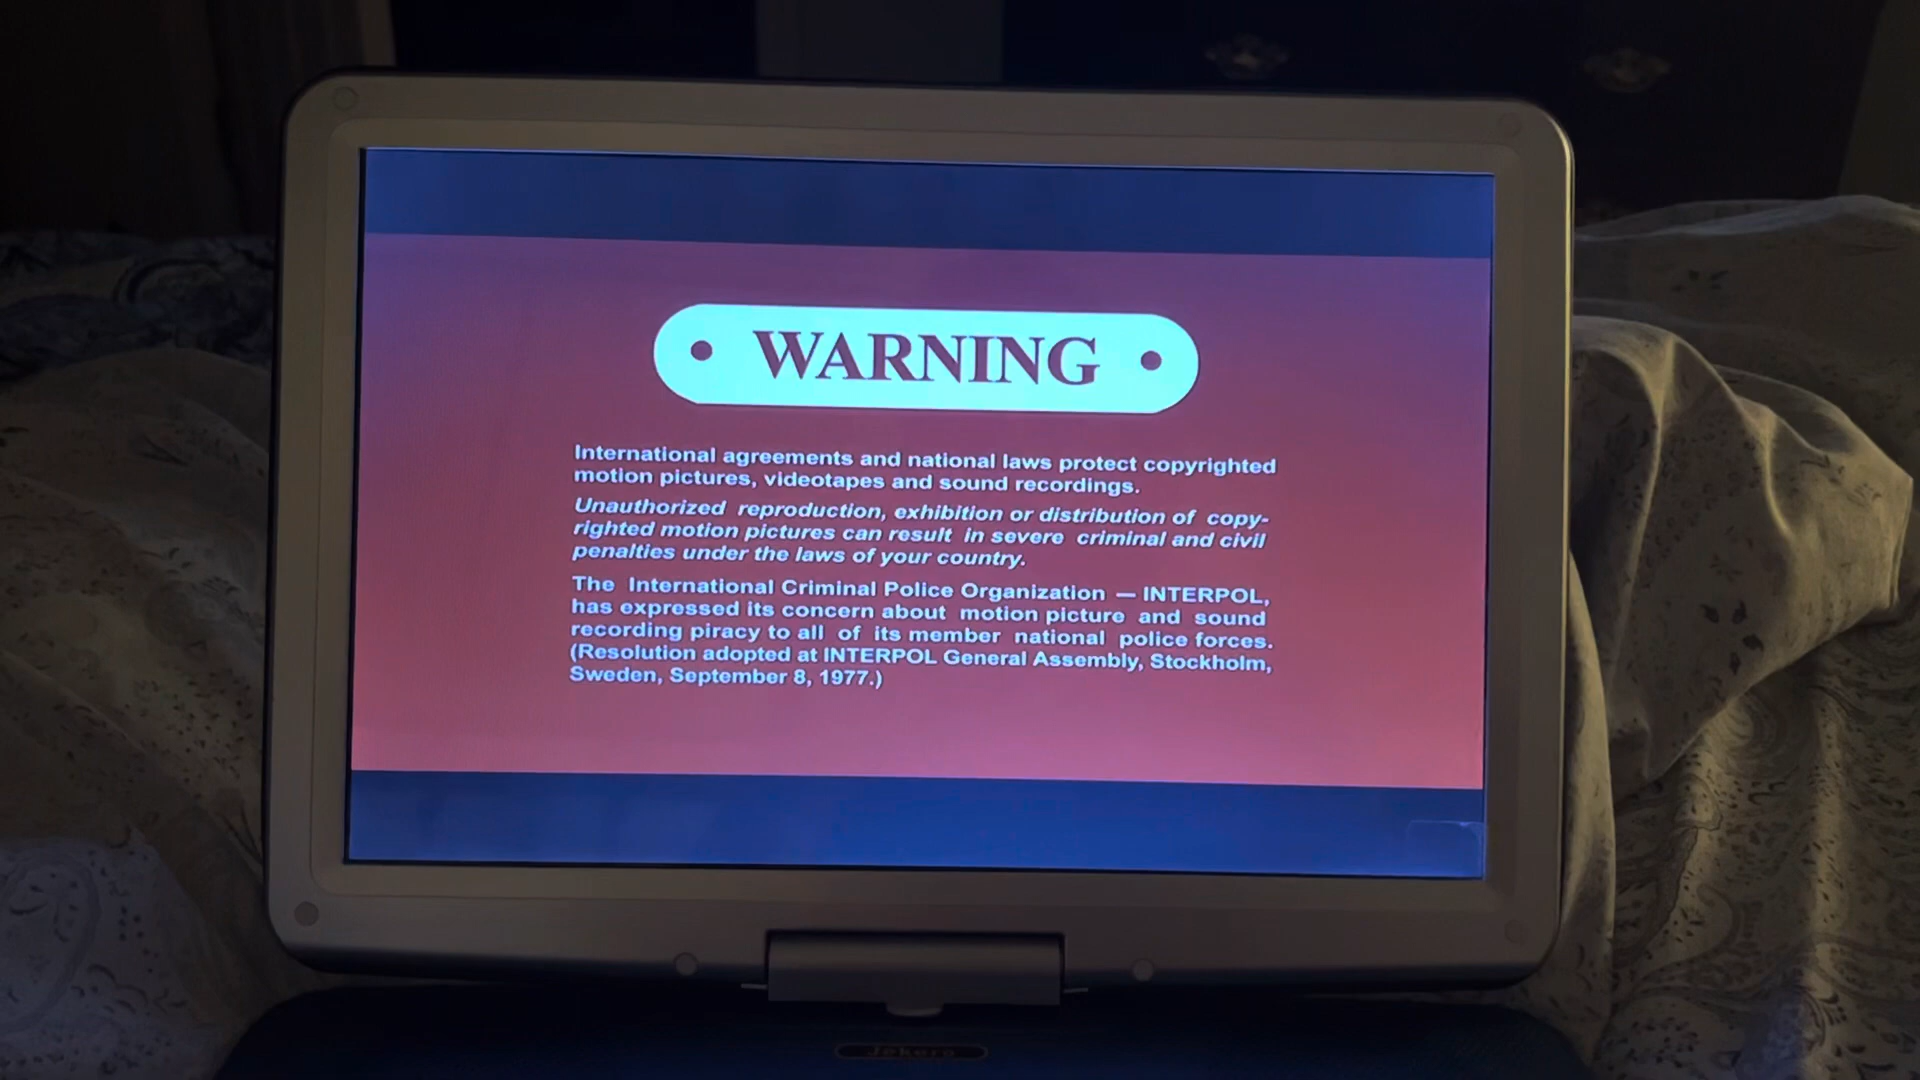 WARNING
International agreements and national laws protect copyrighted
motion pictures, videotapes and sound recordings.
Unauthorized reproduction, exhibition or distribution of copy-
righted motion pictures can result in severe criminal and civil
penalties under the laws of your country.
The International Criminal Police Organization — INTERPOL,
has expressed its concern about motion picture and sound
recording piracy to all of its member national police forces.
(Resolution adopted at INTERPOL General Assembly, Stockholm,
Sweden, September 8, 1977.)